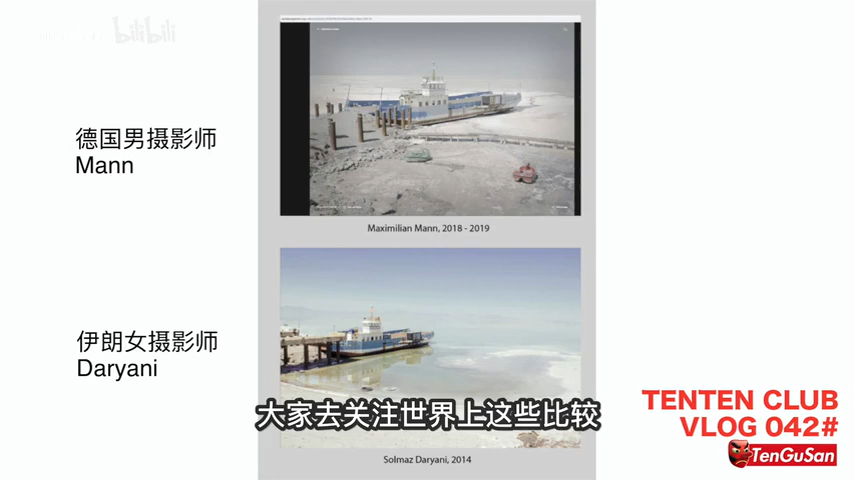 bilibili
德国男摄影师
Mann
Maximilian Mann, 2018 - 2019
伊朗女摄影师
Daryani
大家去关注世界上这些比较
Solmaz Daryani, 2014
TENTEN CLUB
VLOG 042#
TenGuSan